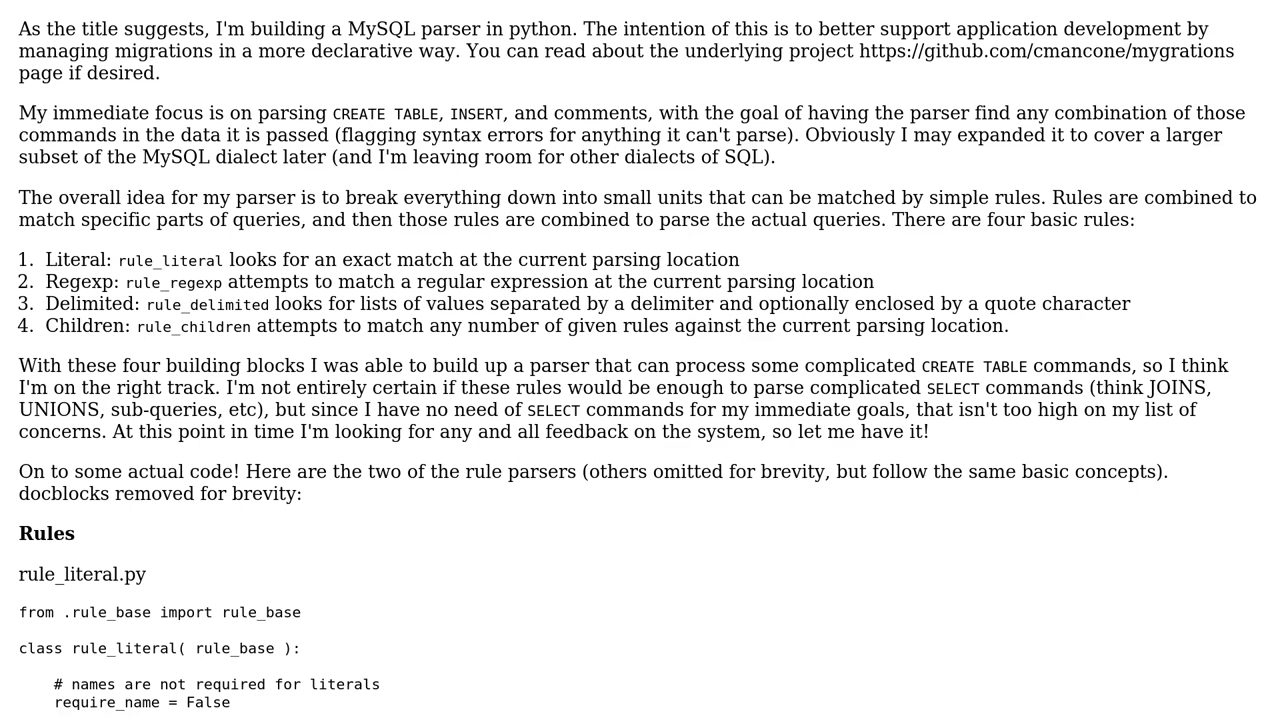 As the title suggests, I'm building a MySQL parser in python. The intention of this is to better support application development by
managing migrations in a more declarative way. You can read about the underlying project https://github.com/cmancone/mygrations
page if desired.
My immediate focus is on parsing CREATE TABLE, INSERT, and comments, with the goal of having the parser find any combination of those
commands in the data it is passed (flagging syntax errors for anything it can't parse). Obviously I may expanded it to cover a larger
subset of the MySQL dialect later (and I'm leaving room for other dialects of SQL).
The overall idea for my parser is to break everything down into small units that can be matched by simple rules. Rules are combined to
match specific parts of queries, and then those rules are combined to parse the actual queries. There are four basic rules:
1. Literal: rule_literal looks for an exact match at the current parsing location
2. Regexp: rule_regexp attempts to match a regular expression at the current parsing location
3. Delimited: rule_delimited looks for lists of values separated by a delimiter and optionally enclosed by a quote character
4. Children: rule_children attempts to match any number of given rules against the current parsing location.
With these four building blocks I was able to build up a parser that can process some complicated CREATE TABLE commands, so I think
I'm on the right track. I'm not entirely certain if these rules would be enough to parse complicated SELECT commands (think JOINS,
UNIONS, sub-queries, etc), but since I have no need of SELECT commands for my immediate goals, that isn't too high on my list of
concerns. At this point in time I'm looking for any and all feedback on the system, so let me have it!
On to some actual code! Here are the two of the rule parsers (others omitted for brevity, but follow the same basic concepts).
docblocks removed for brevity:
Rules
rule_literal.py
from .rule_base import rule_base
class rule_literal( rule_base ):
# names are not required for literals
require_name = False